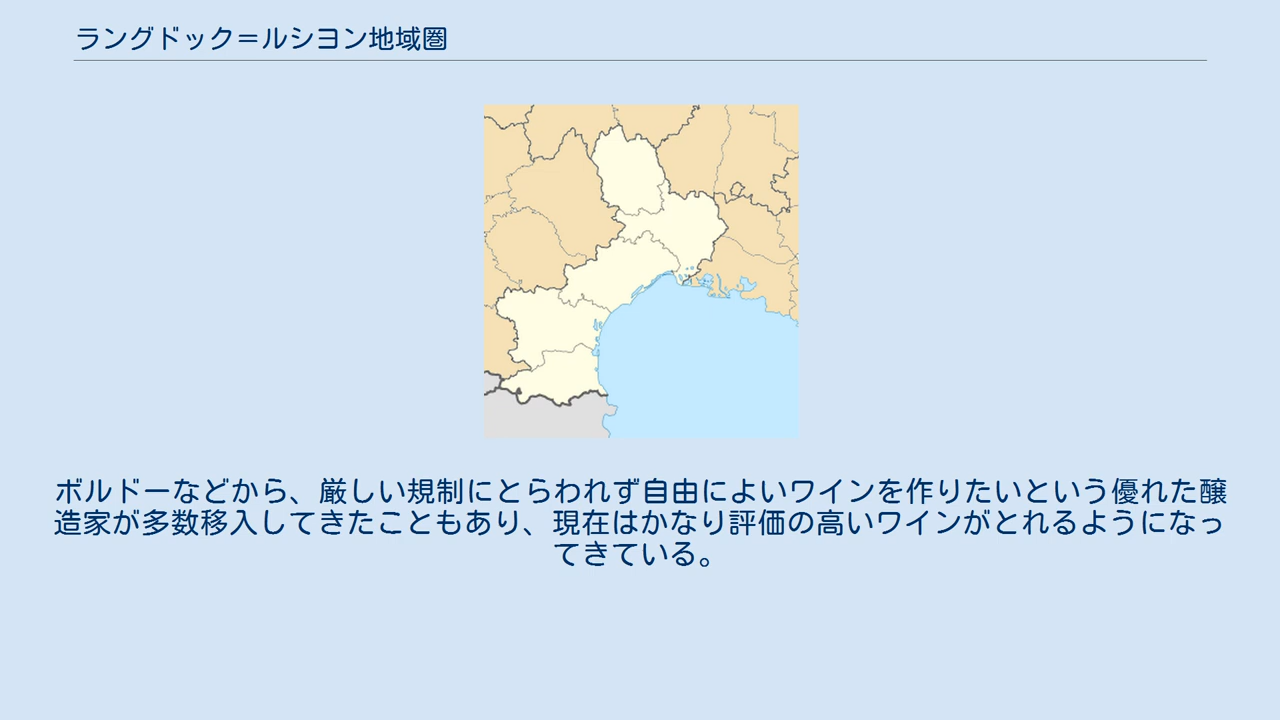 ラングドック＝ルシヨン地域圏
ボルドーなどから、厳しい規制にとらわれず自由によいワインを作りたいという優れた醸
造家が多数移入してきたこともあり、現在はかなり評価の高いワインがとれるようになっ
てきている。